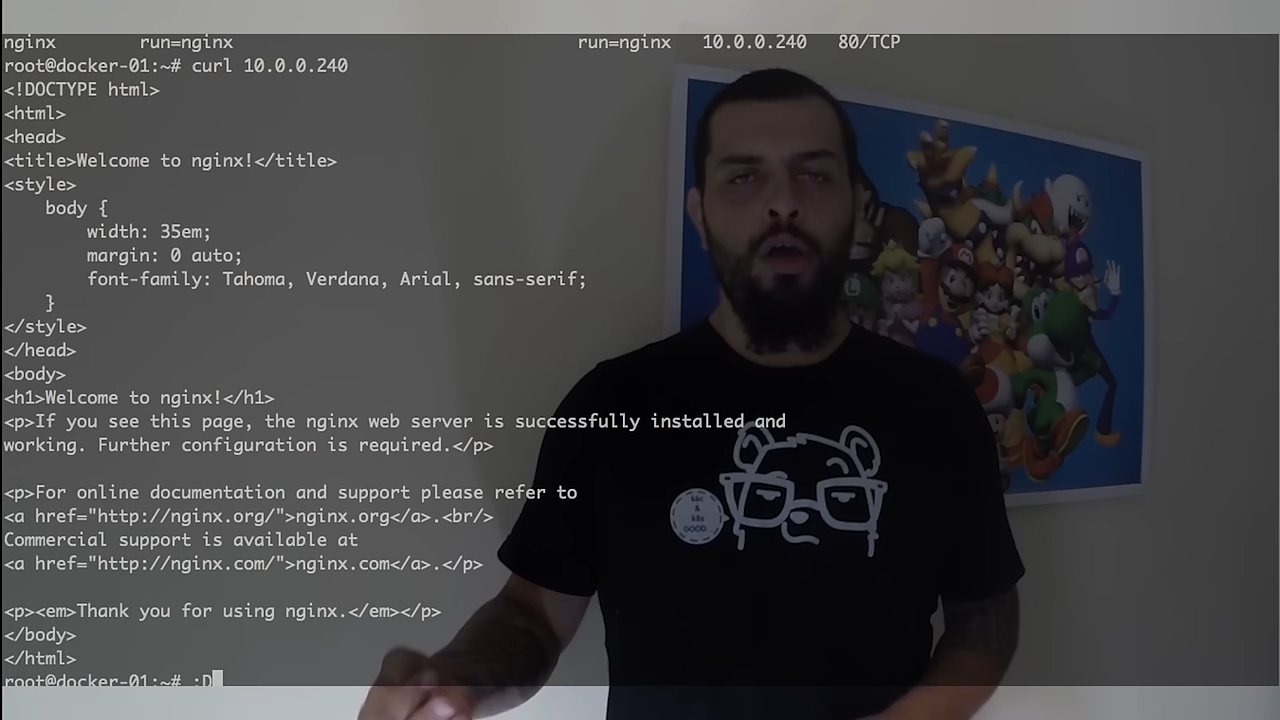 nginx run=nginx run=nginx 10.0.0.240 80/TCP
root@docker-01:~# curl 10.0.0.240
<!DOCTYPE html>
<html>
<head>
<title>Welcome to nginx!</title>
<style>
body {
width: 35em;
margin: 0 auto;
font-family: Tahoma, Verdana, Arial, sans-serif;
}
</style>
</head>
<body>
<h1>Welcome to nginx!</h1>
<p>If you see this page, the nginx web server is successfully installed and
working. Further configuration is required.</p>
<p>For online documentation and support please refer to
<a href="http://nginx.org/">nginx.org</a>.<br/>
Commercial support is available at
<a href="http://nginx.com/">nginx.com</a>.</p>
<p><em>Thank you for using nginx.</em></p>
</body>
</html>
root@docker-01:~# :D
&
k8s
GOOD
L